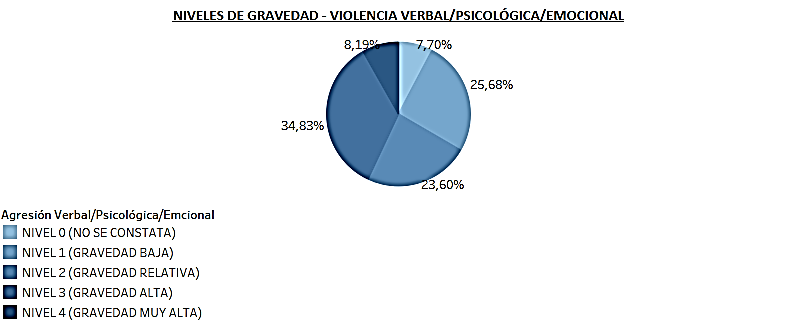 NIVELES DE GRAVEDAD - VIOLENCIA VERBAL/PSICOLÓGICA/EMOCIONAL
8,19%
7,70%
25,68%
34,83%
23,60%
Agresión Verbal/Psicológica/Emcional
NIVEL 0 (NO SE CONSTATA)
NIVEL 1 (GRAVEDAD BAJA)
NIVEL 2 (GRAVEDAD RELATIVA)
NIVEL 3 (GRAVEDAD ALTA)
NIVEL 4 (GRAVEDAD MUY ALTA)